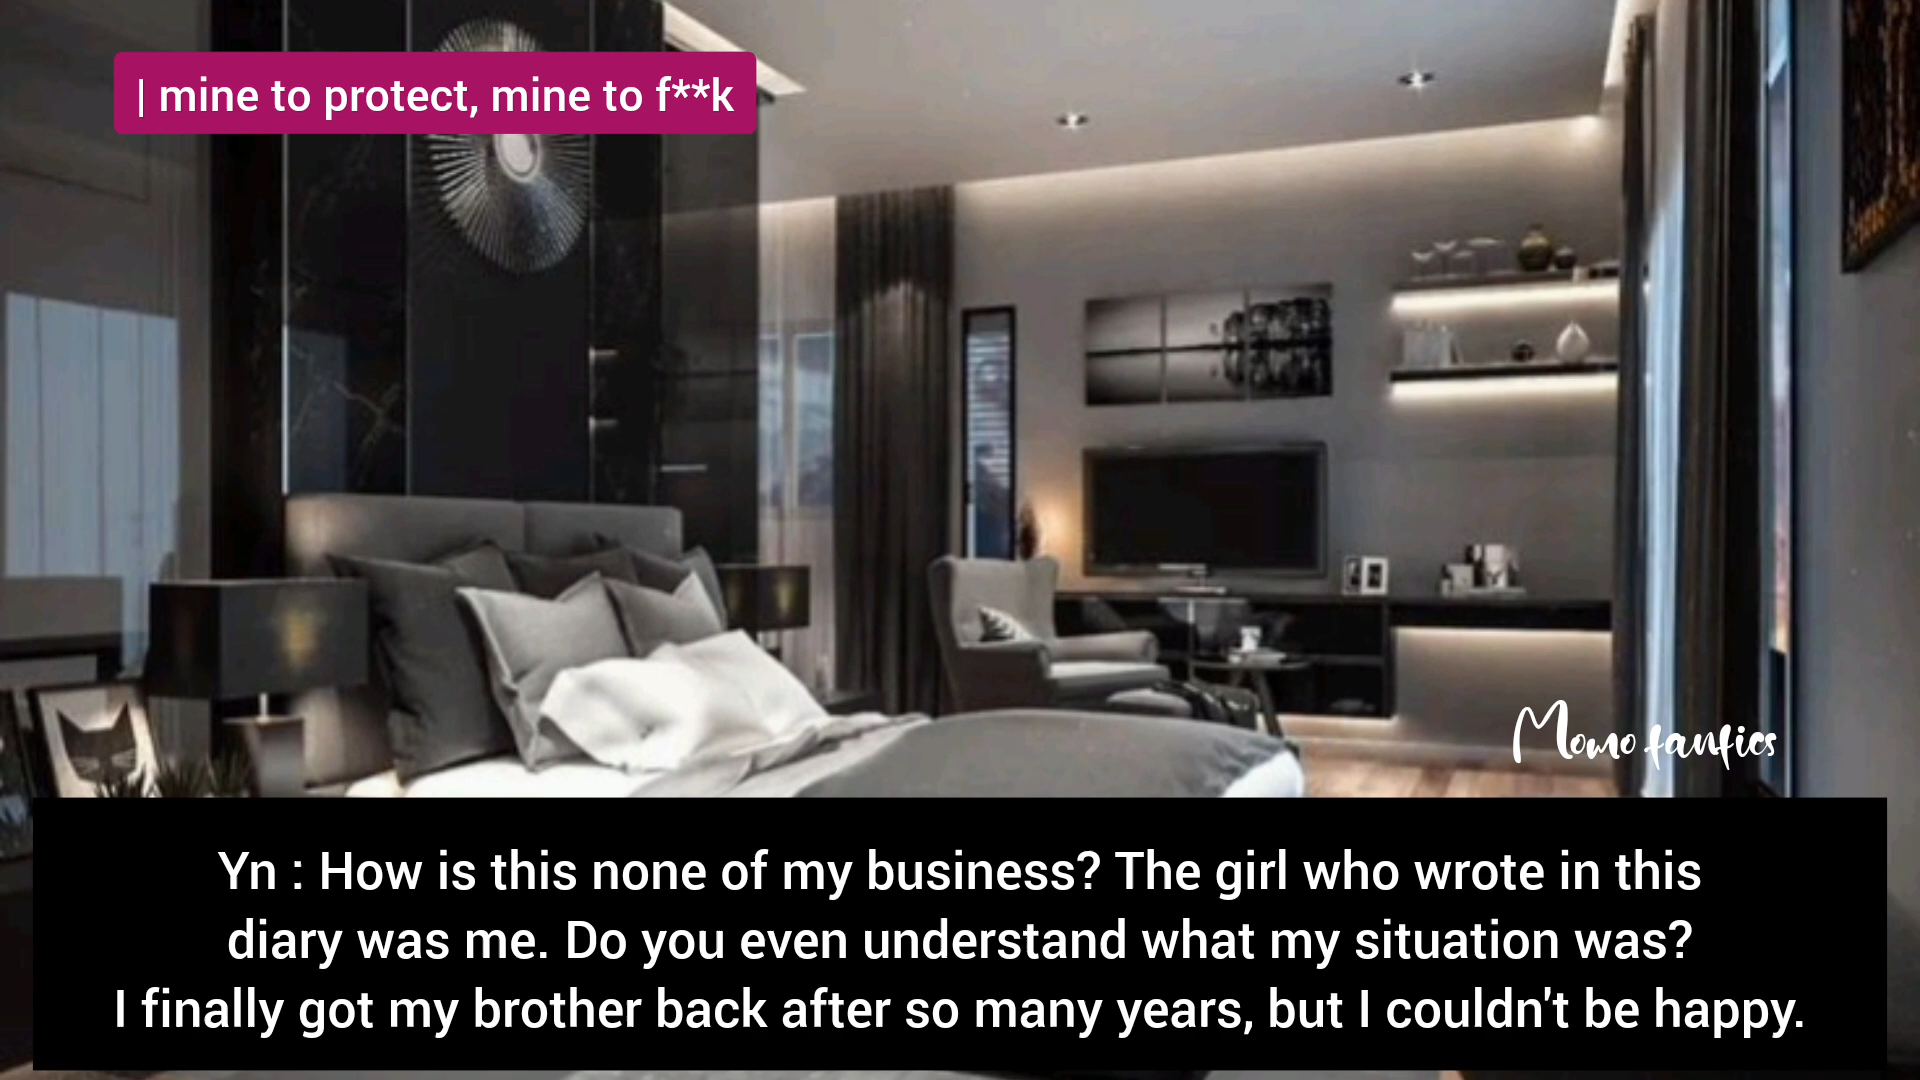 | mine to protect, mine to f**k
Momo fanfics
Yn : How is this none of my business? The girl who wrote in this
diary was me. Do you even understand what my situation was?
I finally got my brother back after so many years, but I couldn't be happy.